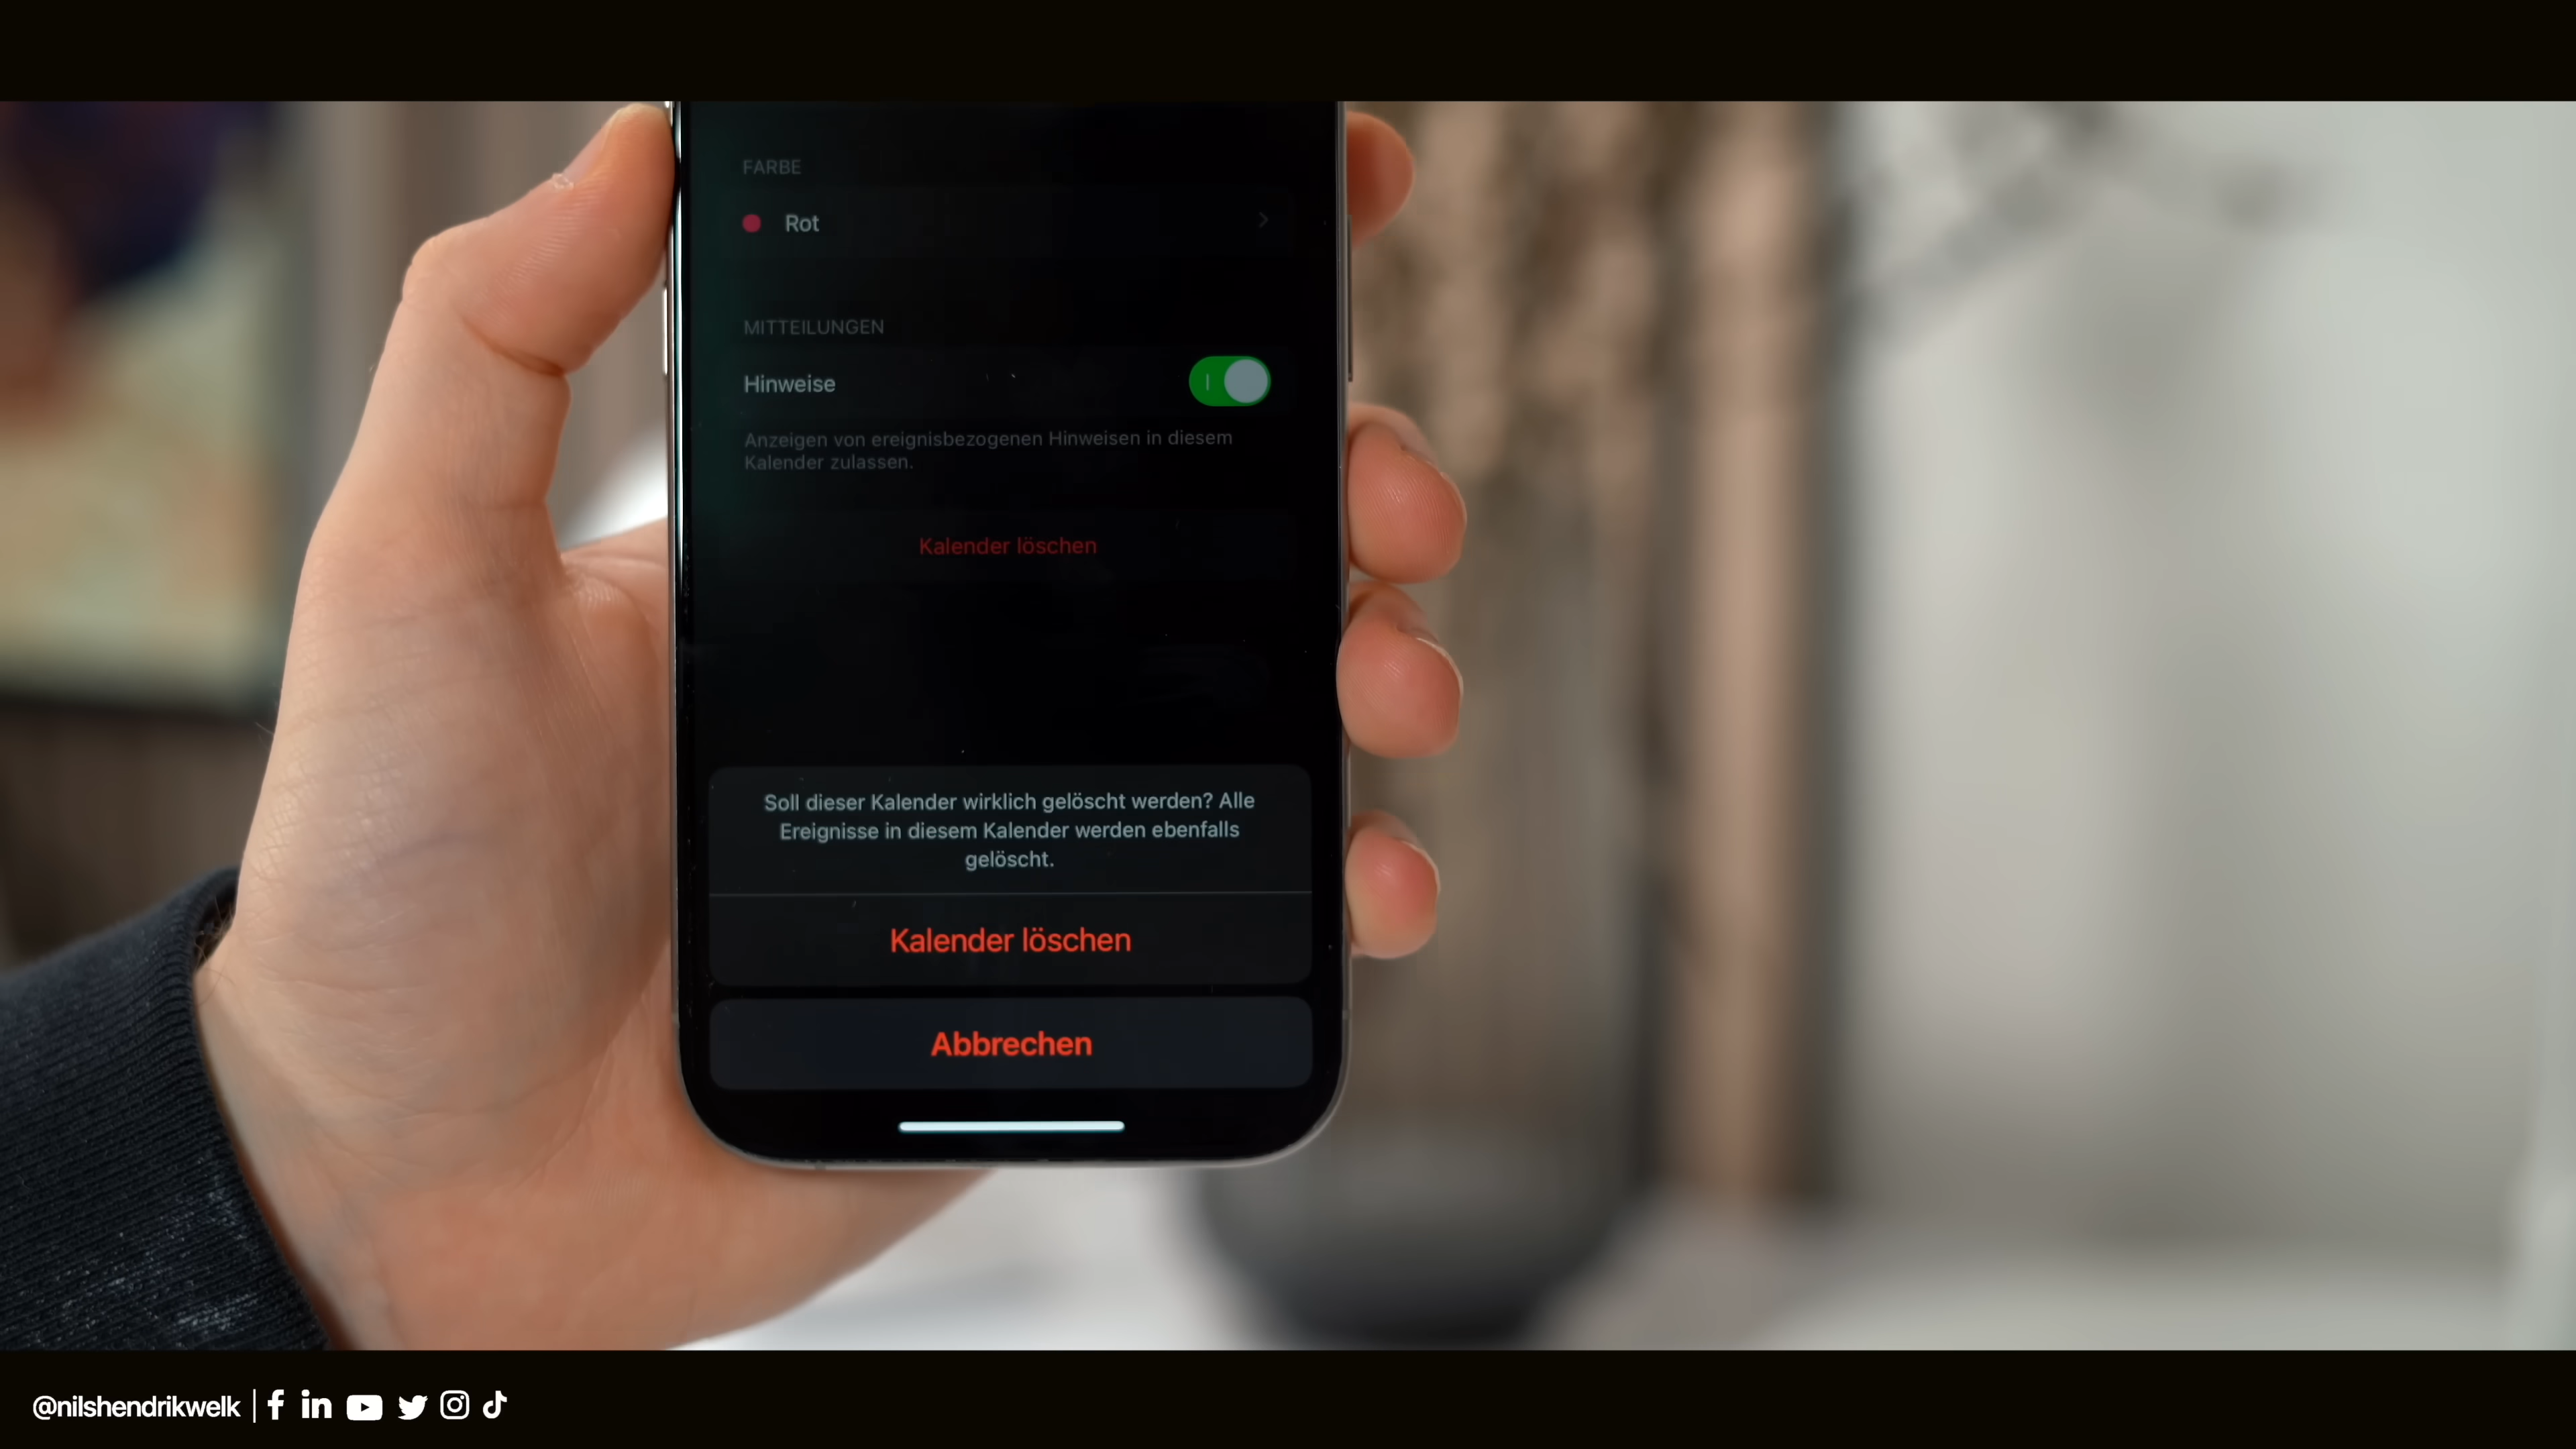 FARBE
Rot
MITTEILUNGEN
Hinweise
Anzeigen von ereignisbezogenen Hinweisen in diesem
Kalender zulassen.
Kalender löschen
Soll dieser Kalender wirklich gelöscht werden? Alle
Ereignisse in diesem Kalender werden ebenfalls
gelöscht.
Kalender löschen
Abbrechen
@nilshendrikwelk